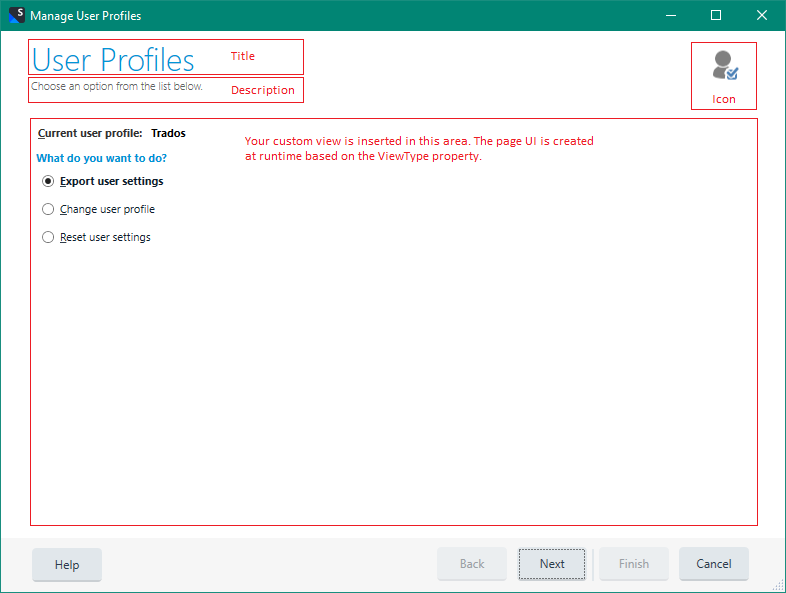 S
Manage User Profiles
User Profiles
Title
Choose an option from the list below.
Description
Icon
Current user profile: Trados
Your custom view is inserted in this area. The page UI is created
at runtime based on the ViewType property.
What do you want to do?
Export user settings
Change user profile
Reset user settings
Help
Back
Next
Finish
Cancel